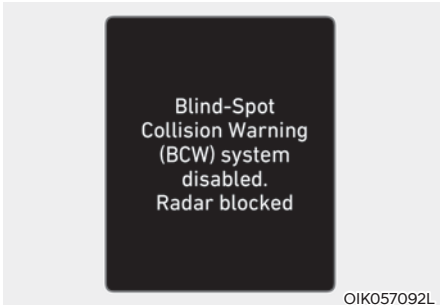 Blind-Spot
Collision Warning
(BCW) system
disabled.
Radar blocked
OIK057092L